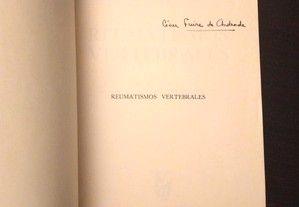 César Freire de Andrade
REUMATISMOS VERTEBRALES